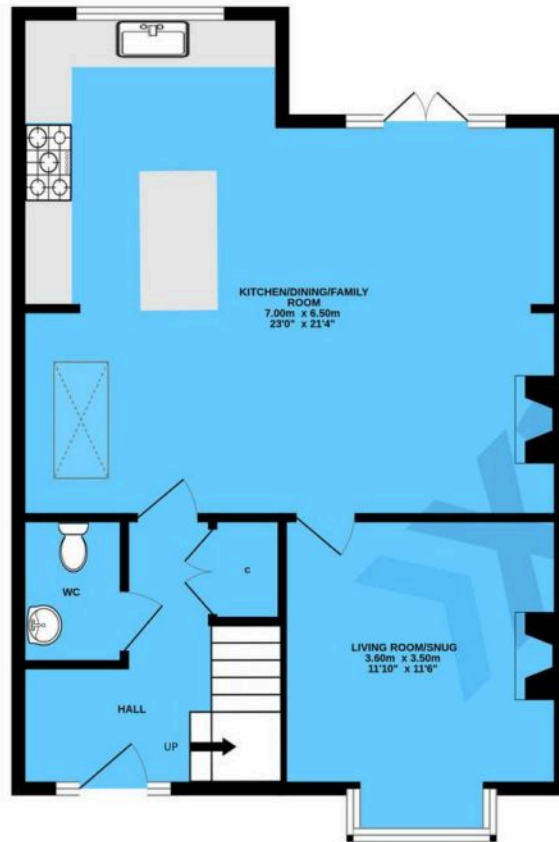 KITCHEN/DINING/FAMILY
ROOM
7.00m x 6.50m
23'0" x 21'4"
WC
C
LIVING ROOM/SNUG
3.60m x 3.50m
11'10" x 11'6"
HALL
UP